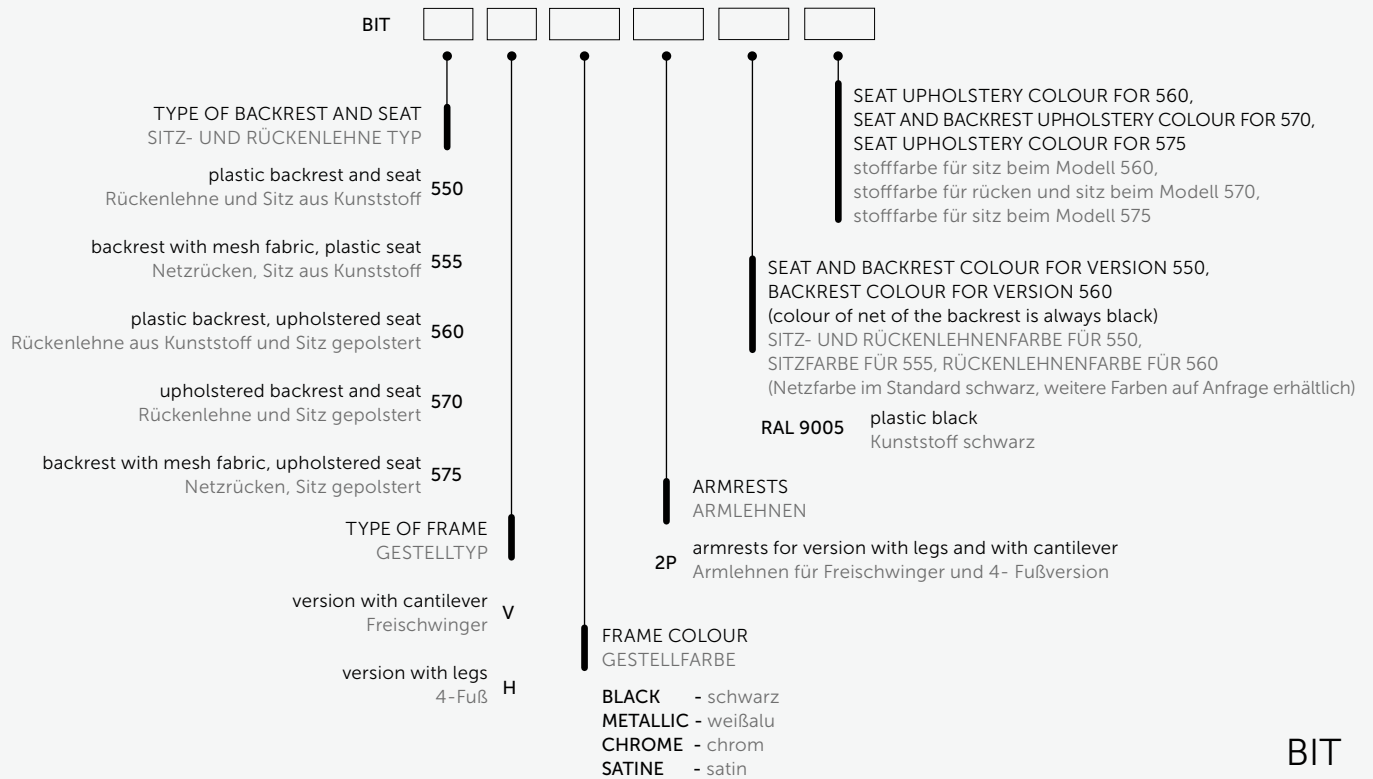 BIT
TYPE OF BACKREST AND SEAT
SITZ- UND RÜCKENLEHNE TYP
plastic backrest and seat
Rückenlehne und Sitz aus Kunststoff
550
backrest with mesh fabric, plastic seat
Netzrücken, Sitz aus Kunststoff
555
plastic backrest, upholstered seat
Rückenlehne aus Kunststoff und Sitz gepolstert
560
upholstered backrest and seat
Rückenlehne und Sitz gepolstert
570
backrest with mesh fabric, upholstered seat
Netzrücken, Sitz gepolstert
575
TYPE OF FRAME
GESTELLTYP
version with cantilever
Freischwinger
V
version with legs
4-Fuß
H
FRAME COLOUR
GESTELLFARBE
BLACK - schwarz
METALLIC - weißalu
CHROME - chrom
SATINE - satin
ARMRESTS
ARMLEHNEN
2P
armrests for version with legs and with cantilever
Armlehnen für Freischwinger und 4- Fußversion
SEAT AND BACKREST COLOUR FOR VERSION 550,
BACKREST COLOUR FOR VERSION 560
(colour of net of the backrest is always black)
SITZ- UND RÜCKENLEHNENFARBE FÜR 550,
SITZFARBE FÜR 555, RÜCKENLEHNENFARBE FÜR 560
(Netzfarbe im Standard schwarz, weitere Farben auf Anfrage erhältlich)
RAL 9005
plastic black
Kunststoff schwarz
SEAT UPHOLSTERY COLOUR FOR 560,
SEAT AND BACKREST UPHOLSTERY COLOUR FOR 570,
SEAT UPHOLSTERY COLOUR FOR 575
stofffarbe für sitz beim Modell 560,
stofffarbe für rücken und sitz beim Modell 570,
stofffarbe für sitz beim Modell 575
BIT